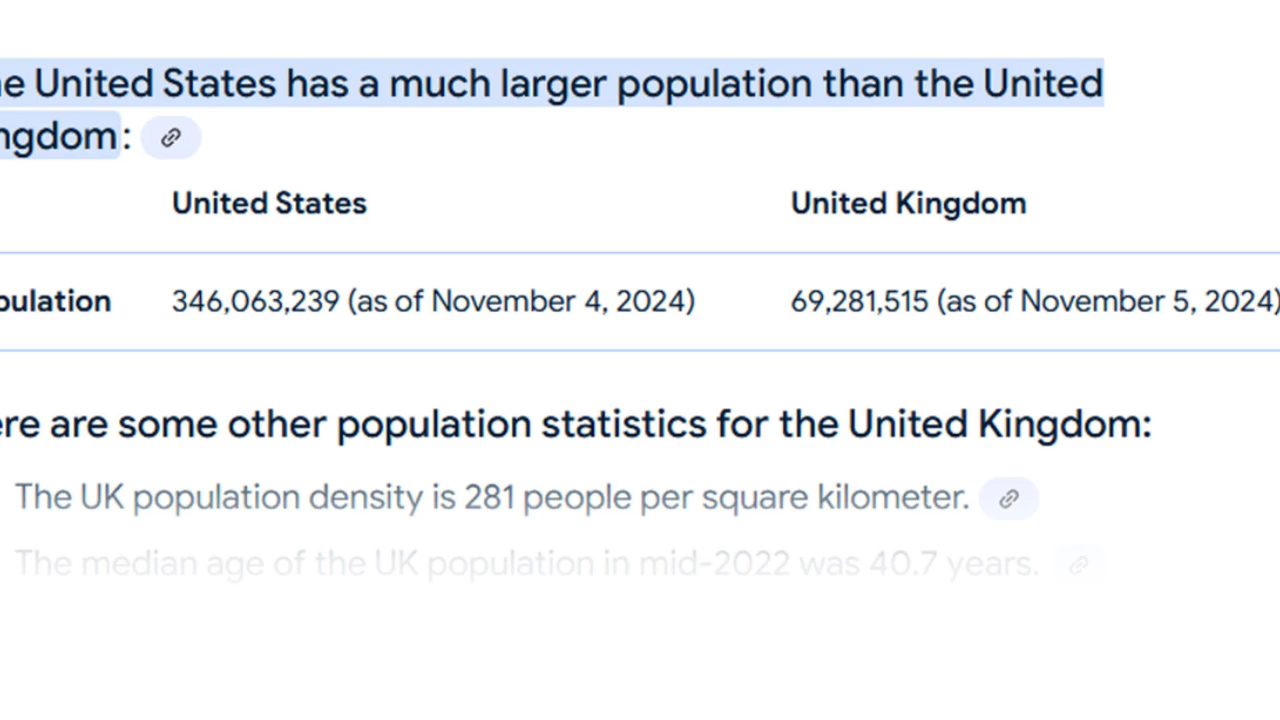 he United States has a much larger population than the United
ngdom:
United States United Kingdom
pulation 346,063,239 (as of November 4, 2024) 69,281,515 (as of November 5, 2024)
ere are some other population statistics for the United Kingdom:
The UK population density is 281 people per square kilometer.
The median age of the UK population in mid-2022 was 40.7 years.